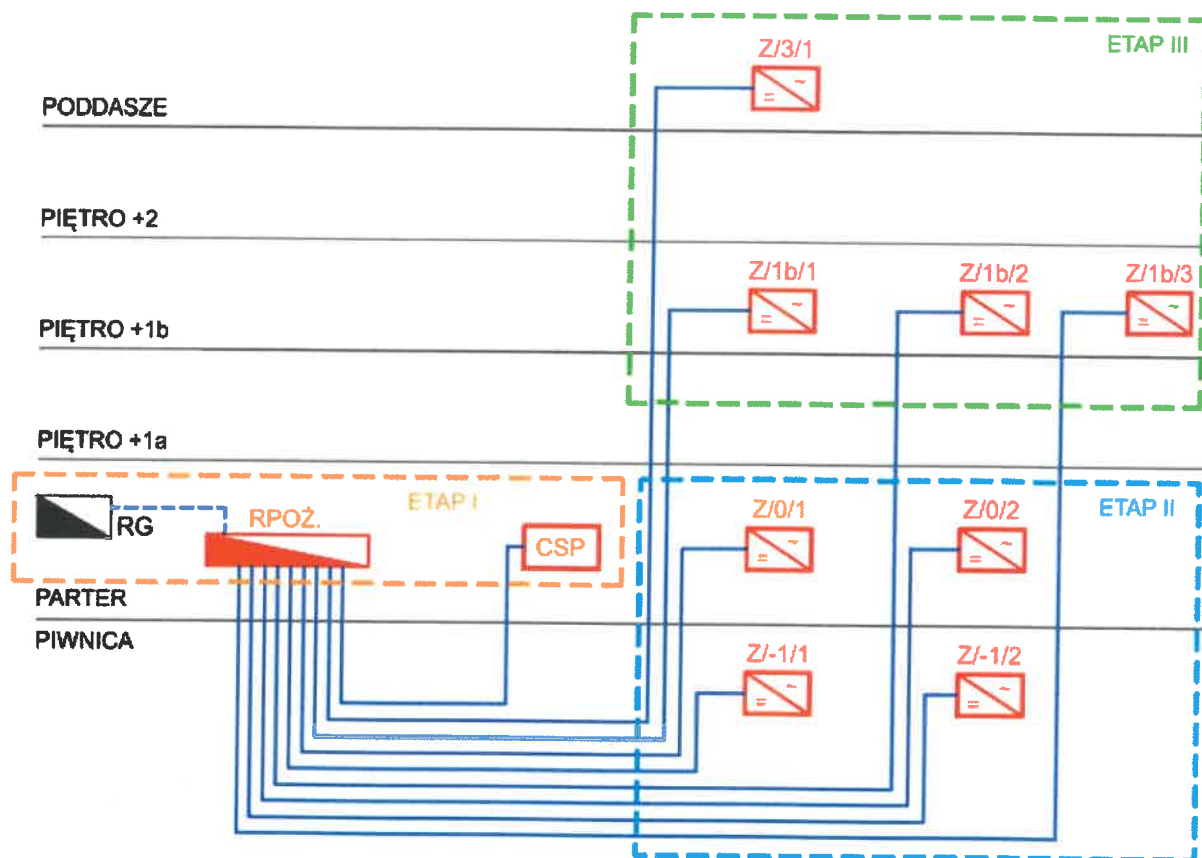 ETAP III
Z/3/1
PODDASZE
PIĘTRO +2
Z/1b/1
Z/1b/2
Z/1b/3
PIĘTRO +1b
PIĘTRO +1a
ETAP I
RG
RPOŻ.
CSP
ETAP II
Z/0/1
Z/0/2
PARTER
PIWNICA
Z/-1/1
Z/-1/2